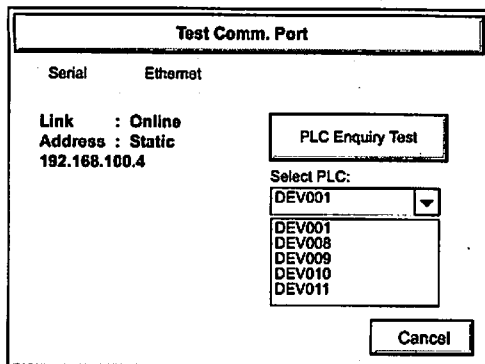 Test Comm. Port
Serial Ethernet
Link : Online
Address : Static
192.168.100.4
PLC Enquiry Test
Select PLC:
DEV001
DEV001
DEV008
DEV009
DEV010
DEV011
Cancel